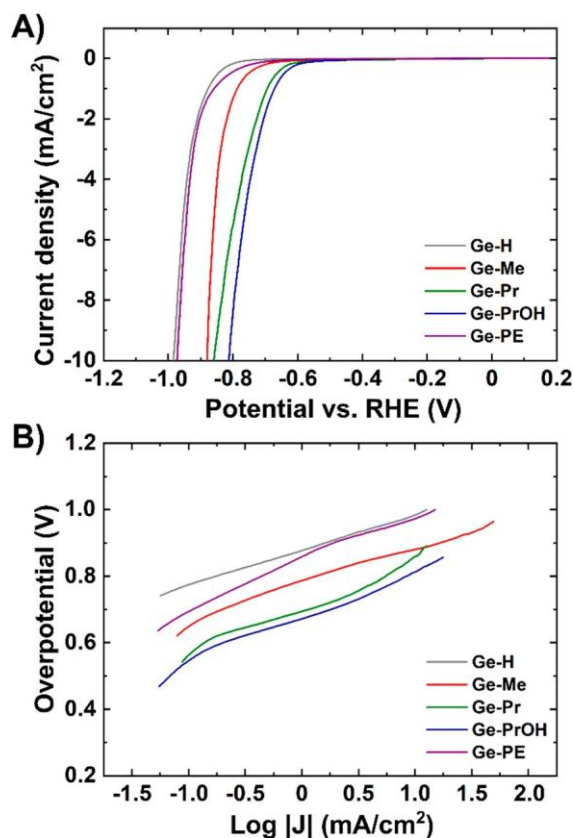 A)
Current density (mA/cm²)
0
-2
-4
-6
-8
-10
Ge-H
Ge-Me
Ge-Pr
Ge-PrOH
Ge-PE
-1.2 -1.0 -0.8 -0.6 -0.4 -0.2 0 0.2
Potential vs. RHE (V)
B)
Overpotential (V)
1.2
1.0
0.8
0.6
0.4
0.2
Ge-H
Ge-Me
Ge-Pr
Ge-PrOH
Ge-PE
-1.5 -1.0 -0.5 0 0.5 1.0 1.5 2.0
Log |J| (mA/cm²)